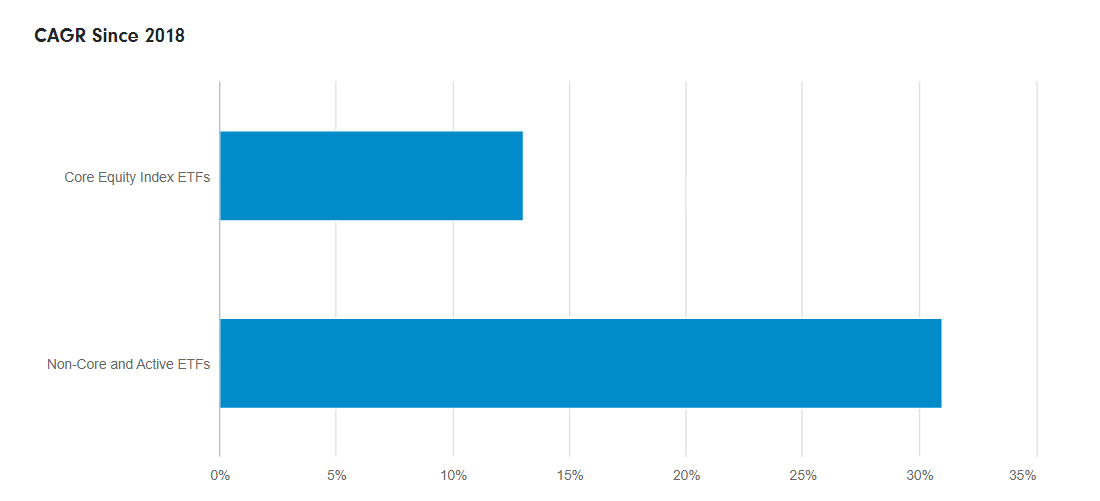 CAGR Since 2018
Core Equity Index ETFs
Non-Core and Active ETFs
0% 5% 10% 15% 20% 25% 30% 35%